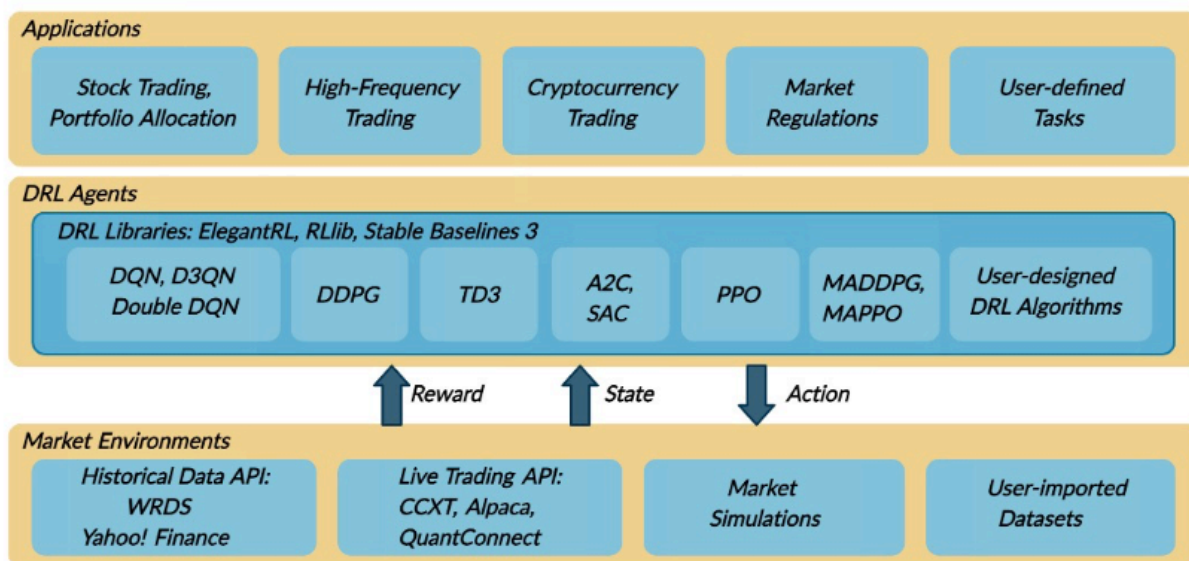 Applications
Stock Trading,
Portfolio Allocation
High-Frequency
Trading
Cryptocurrency
Trading
Market
Regulations
User-defined
Tasks
DRL Agents
DRL Libraries: ElegantRL, RLlib, Stable Baselines 3
DQN, D3QN
Double DQN
DDPG
TD3
A2C,
SAC
PPO
MADDPG,
MAPPO
User-designed
DRL Algorithms
Reward
State
Action
Market Environments
Historical Data API:
WRDS
Yahoo! Finance
Live Trading API:
CCXT, Alpaca,
QuantConnect
Market
Simulations
User-imported
Datasets